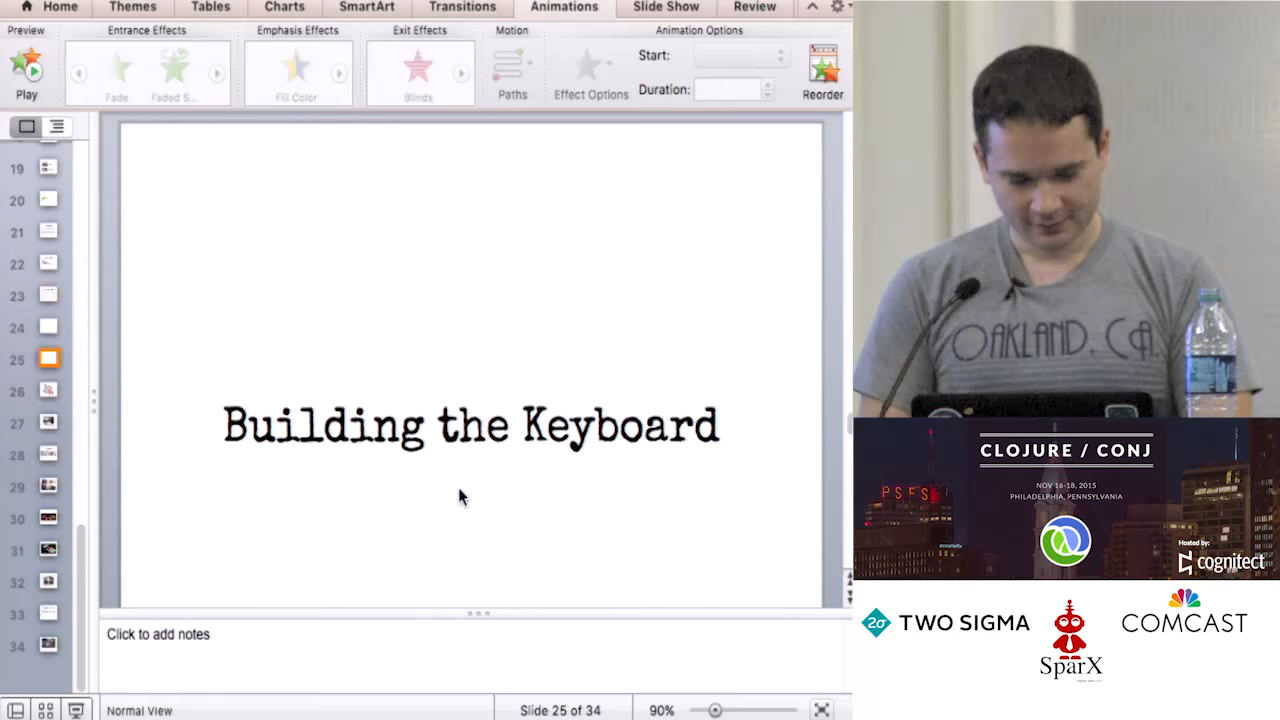 Home Themes Tables Charts SmartArt Transitions Animations Slide Show Review
Preview Entrance Effects Emphasis Effects Exit Effects Motion Animation Options
Start:
Duration:
Play Fade Faded S... Fill Color Blinds Paths Effect Options Reorder
19
20
21
22
23
24
25
26
27
28
29
30
31
32
33
34
Building the Keyboard
Click to add notes
Normal View Slide 25 of 34 90%
OAKLAND, CA.
CLOJURE / CONJ
NOV 16-18, 2015
PHILADELPHIA, PENNSYLVANIA
PSFS
Hosted by:
cognitect
2σ TWO SIGMA
COMCAST
SparX